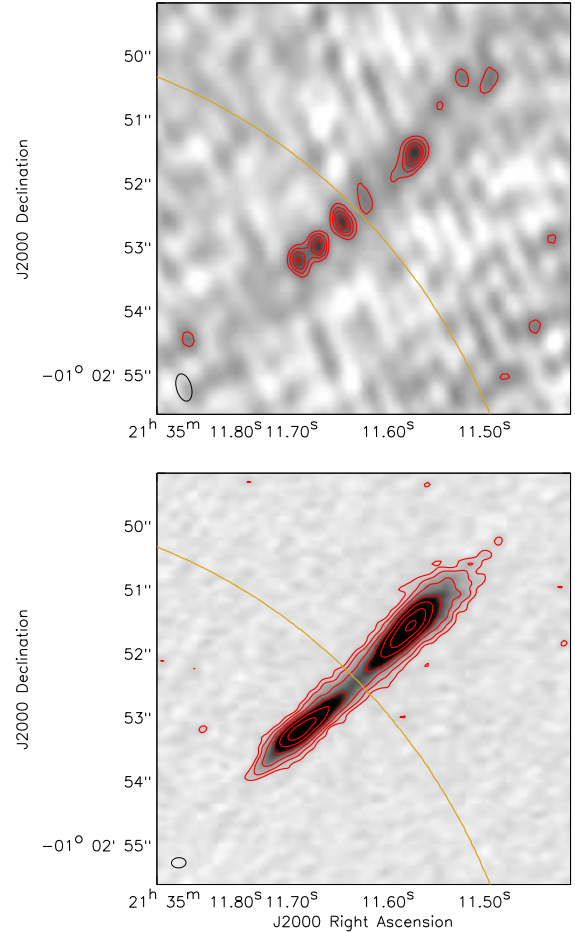 50"
51"
52"
53"
54"
−01° 02' 55"
J2000 Declination
21h 35m 11.80s 11.70s 11.60s 11.50s
50"
51"
52"
53"
54"
−01° 02' 55"
J2000 Declination
21h 35m 11.80s 11.70s 11.60s 11.50s
J2000 Right Ascension